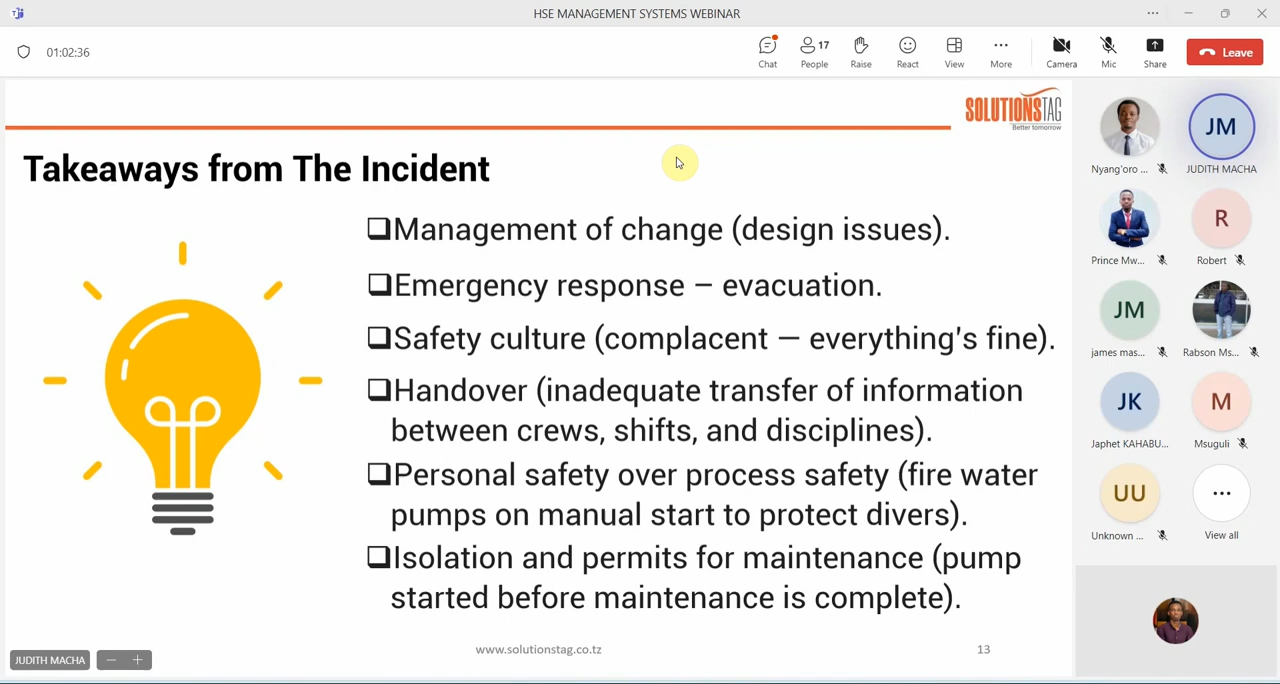 HSE MANAGEMENT SYSTEMS WEBINAR
01:02:36
Chat
17
People
Raise
React
View
More
Camera
Mic
Share
Leave
SOLUTIONSTAG
Better tomorrow
Takeaways from The Incident
❑Management of change (design issues).
❑Emergency response – evacuation.
❑Safety culture (complacent — everything's fine).
❑Handover (inadequate transfer of information
between crews, shifts, and disciplines).
❑Personal safety over process safety (fire water
pumps on manual start to protect divers).
❑Isolation and permits for maintenance (pump
started before maintenance is complete).
www.solutionstag.co.tz
13
JUDITH MACHA
Nyang'oro ...
JM
JUDITH MACHA
Prince Mw...
R
Robert
JM
james mas...
Rabson Ms...
JK
Japhet KAHABU...
M
Msuguli
UU
Unknown ...
View all